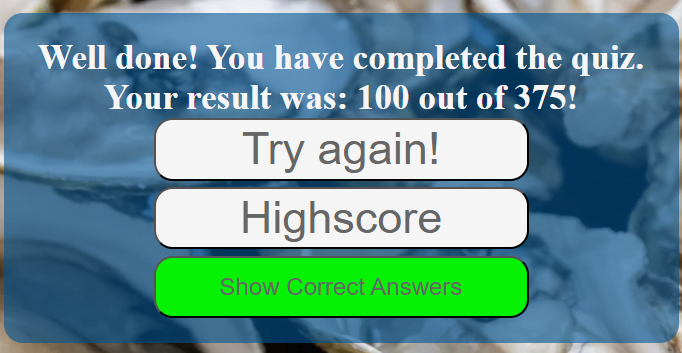 Well done! You have completed the quiz.
Your result was: 100 out of 375!
Try again!
Highscore
Show Correct Answers